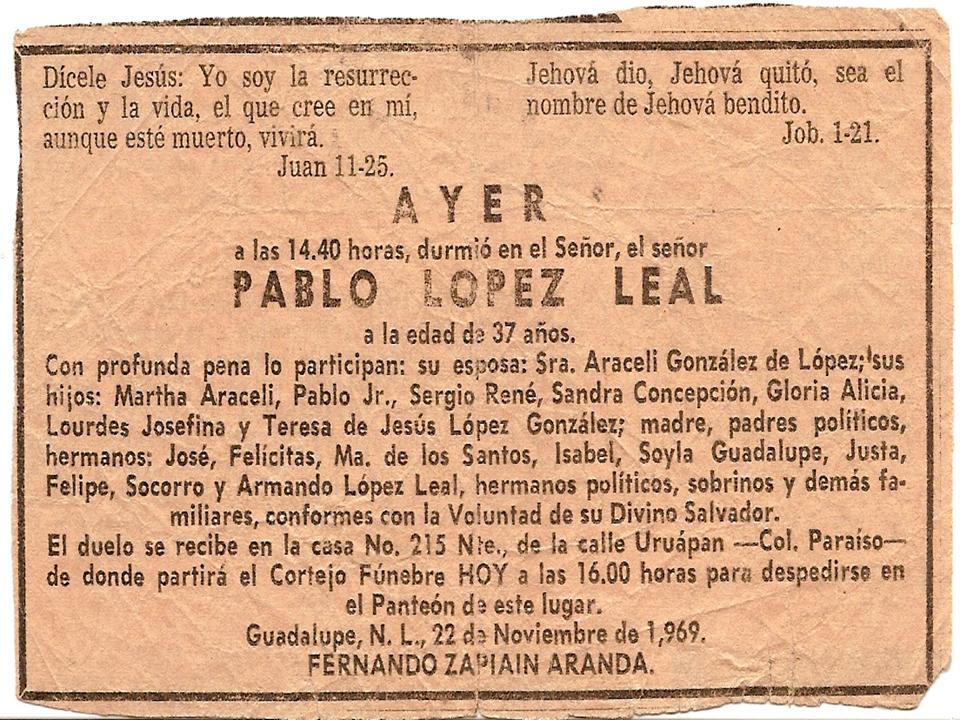 Dícele Jesús: Yo soy la resurrec-
ción y la vida, el que cree en mí,
aunque esté muerto, vivirá.
Juan 11-25.
Jehová dio, Jehová quitó, sea el
nombre de Jehová bendito.
Job. 1-21.
AYER
a las 14.40 horas, durmió en el Señor, el señor
PABLO LOPEZ LEAL
a la edad de 37 años.
Con profunda pena lo participan: su esposa: Sra. Araceli González de López; sus
hijos: Martha Araceli, Pablo Jr., Sergio René, Sandra Concepción, Gloria Alicia,
Lourdes Josefina y Teresa de Jesús López González; madre, padres políticos,
hermanos: José, Felícitas, Ma. de los Santos, Isabel, Soyla Guadalupe, Justa,
Felipe, Socorro y Armando López Leal, hermanos políticos, sobrinos y demás fa-
miliares, conformes con la Voluntad de su Divino Salvador.
El duelo se recibe en la casa No. 215 Nte., de la calle Uruápan —Col. Paraíso—
de donde partirá el Cortejo Fúnebre HOY a las 16.00 horas para despedirse en
el Panteón de este lugar.
Guadalupe, N. L., 22 de Noviembre de 1,969.
FERNANDO ZAPIAIN ARANDA.